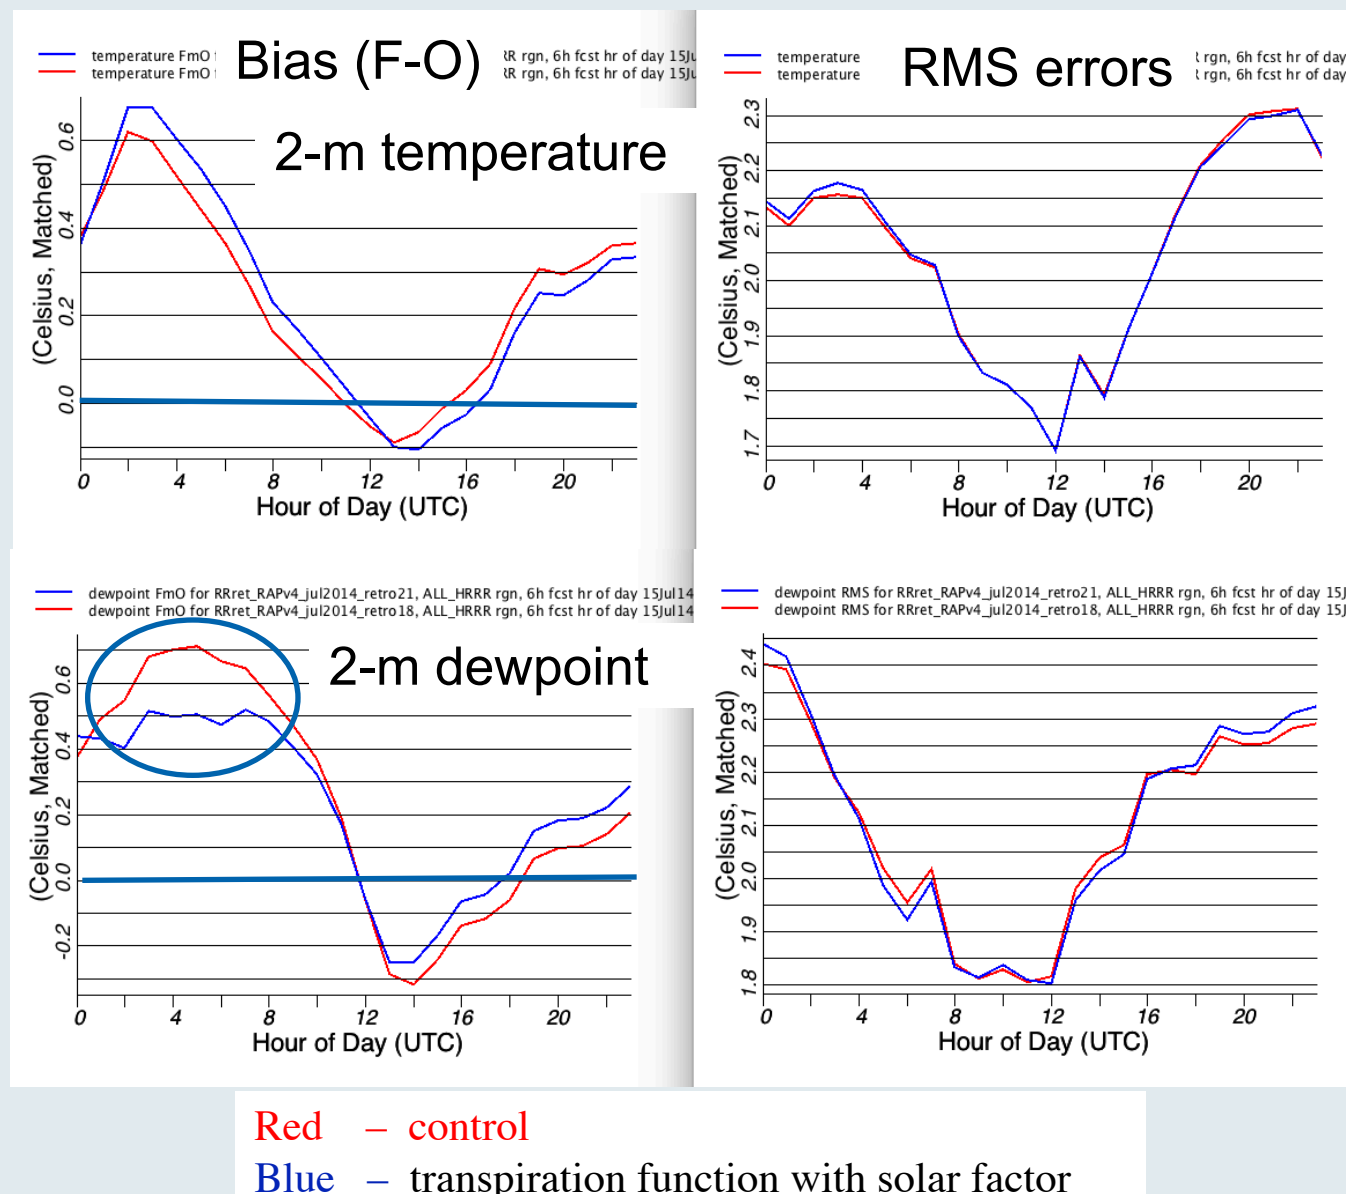 Bias (F-O)
temperature FmO
RR rgn, 6h fcst hr of day 15Ju
temperature FmO
RR rgn, 6h fcst hr of day 15Ju
2-m temperature
(Celsius, Matched)
0.6
0.4
0.2
0.0
0 4 8 12 16 20
Hour of Day (UTC)
RMS errors
temperature
rgn, 6h fcst hr of day
temperature
rgn, 6h fcst hr of day
(Celsius, Matched)
2.3
2.2
2.1
2.0
1.9
1.8
1.7
0 4 8 12 16 20
Hour of Day (UTC)
dewpoint FmO for RRret_RAPv4_jul2014_retro21, ALL_HRRR rgn, 6h fcst hr of day 15Jul14
dewpoint FmO for RRret_RAPv4_jul2014_retro18, ALL_HRRR rgn, 6h fcst hr of day 15Jul14
2-m dewpoint
(Celsius, Matched)
0.6
0.4
0.2
0.0
-0.2
0 4 8 12 16 20
Hour of Day (UTC)
dewpoint RMS for RRret_RAPv4_jul2014_retro21, ALL_HRRR rgn, 6h fcst hr of day 15J
dewpoint RMS for RRret_RAPv4_jul2014_retro18, ALL_HRRR rgn, 6h fcst hr of day 15J
(Celsius, Matched)
2.4
2.3
2.2
2.1
2.0
1.9
1.8
0 4 8 12 16 20
Hour of Day (UTC)
Red – control
Blue – transpiration function with solar factor